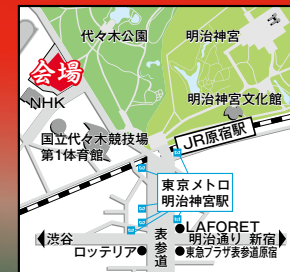 代々木公園
明治神宮
会場
NHK
明治神宮文化館
国立代々木競技場
第1体育館
JR原宿駅
東京メトロ
明治神宮駅
表参道
LAFORET
渋谷
明治通り 新宿
ロッテリア
東急プラザ表参道原宿